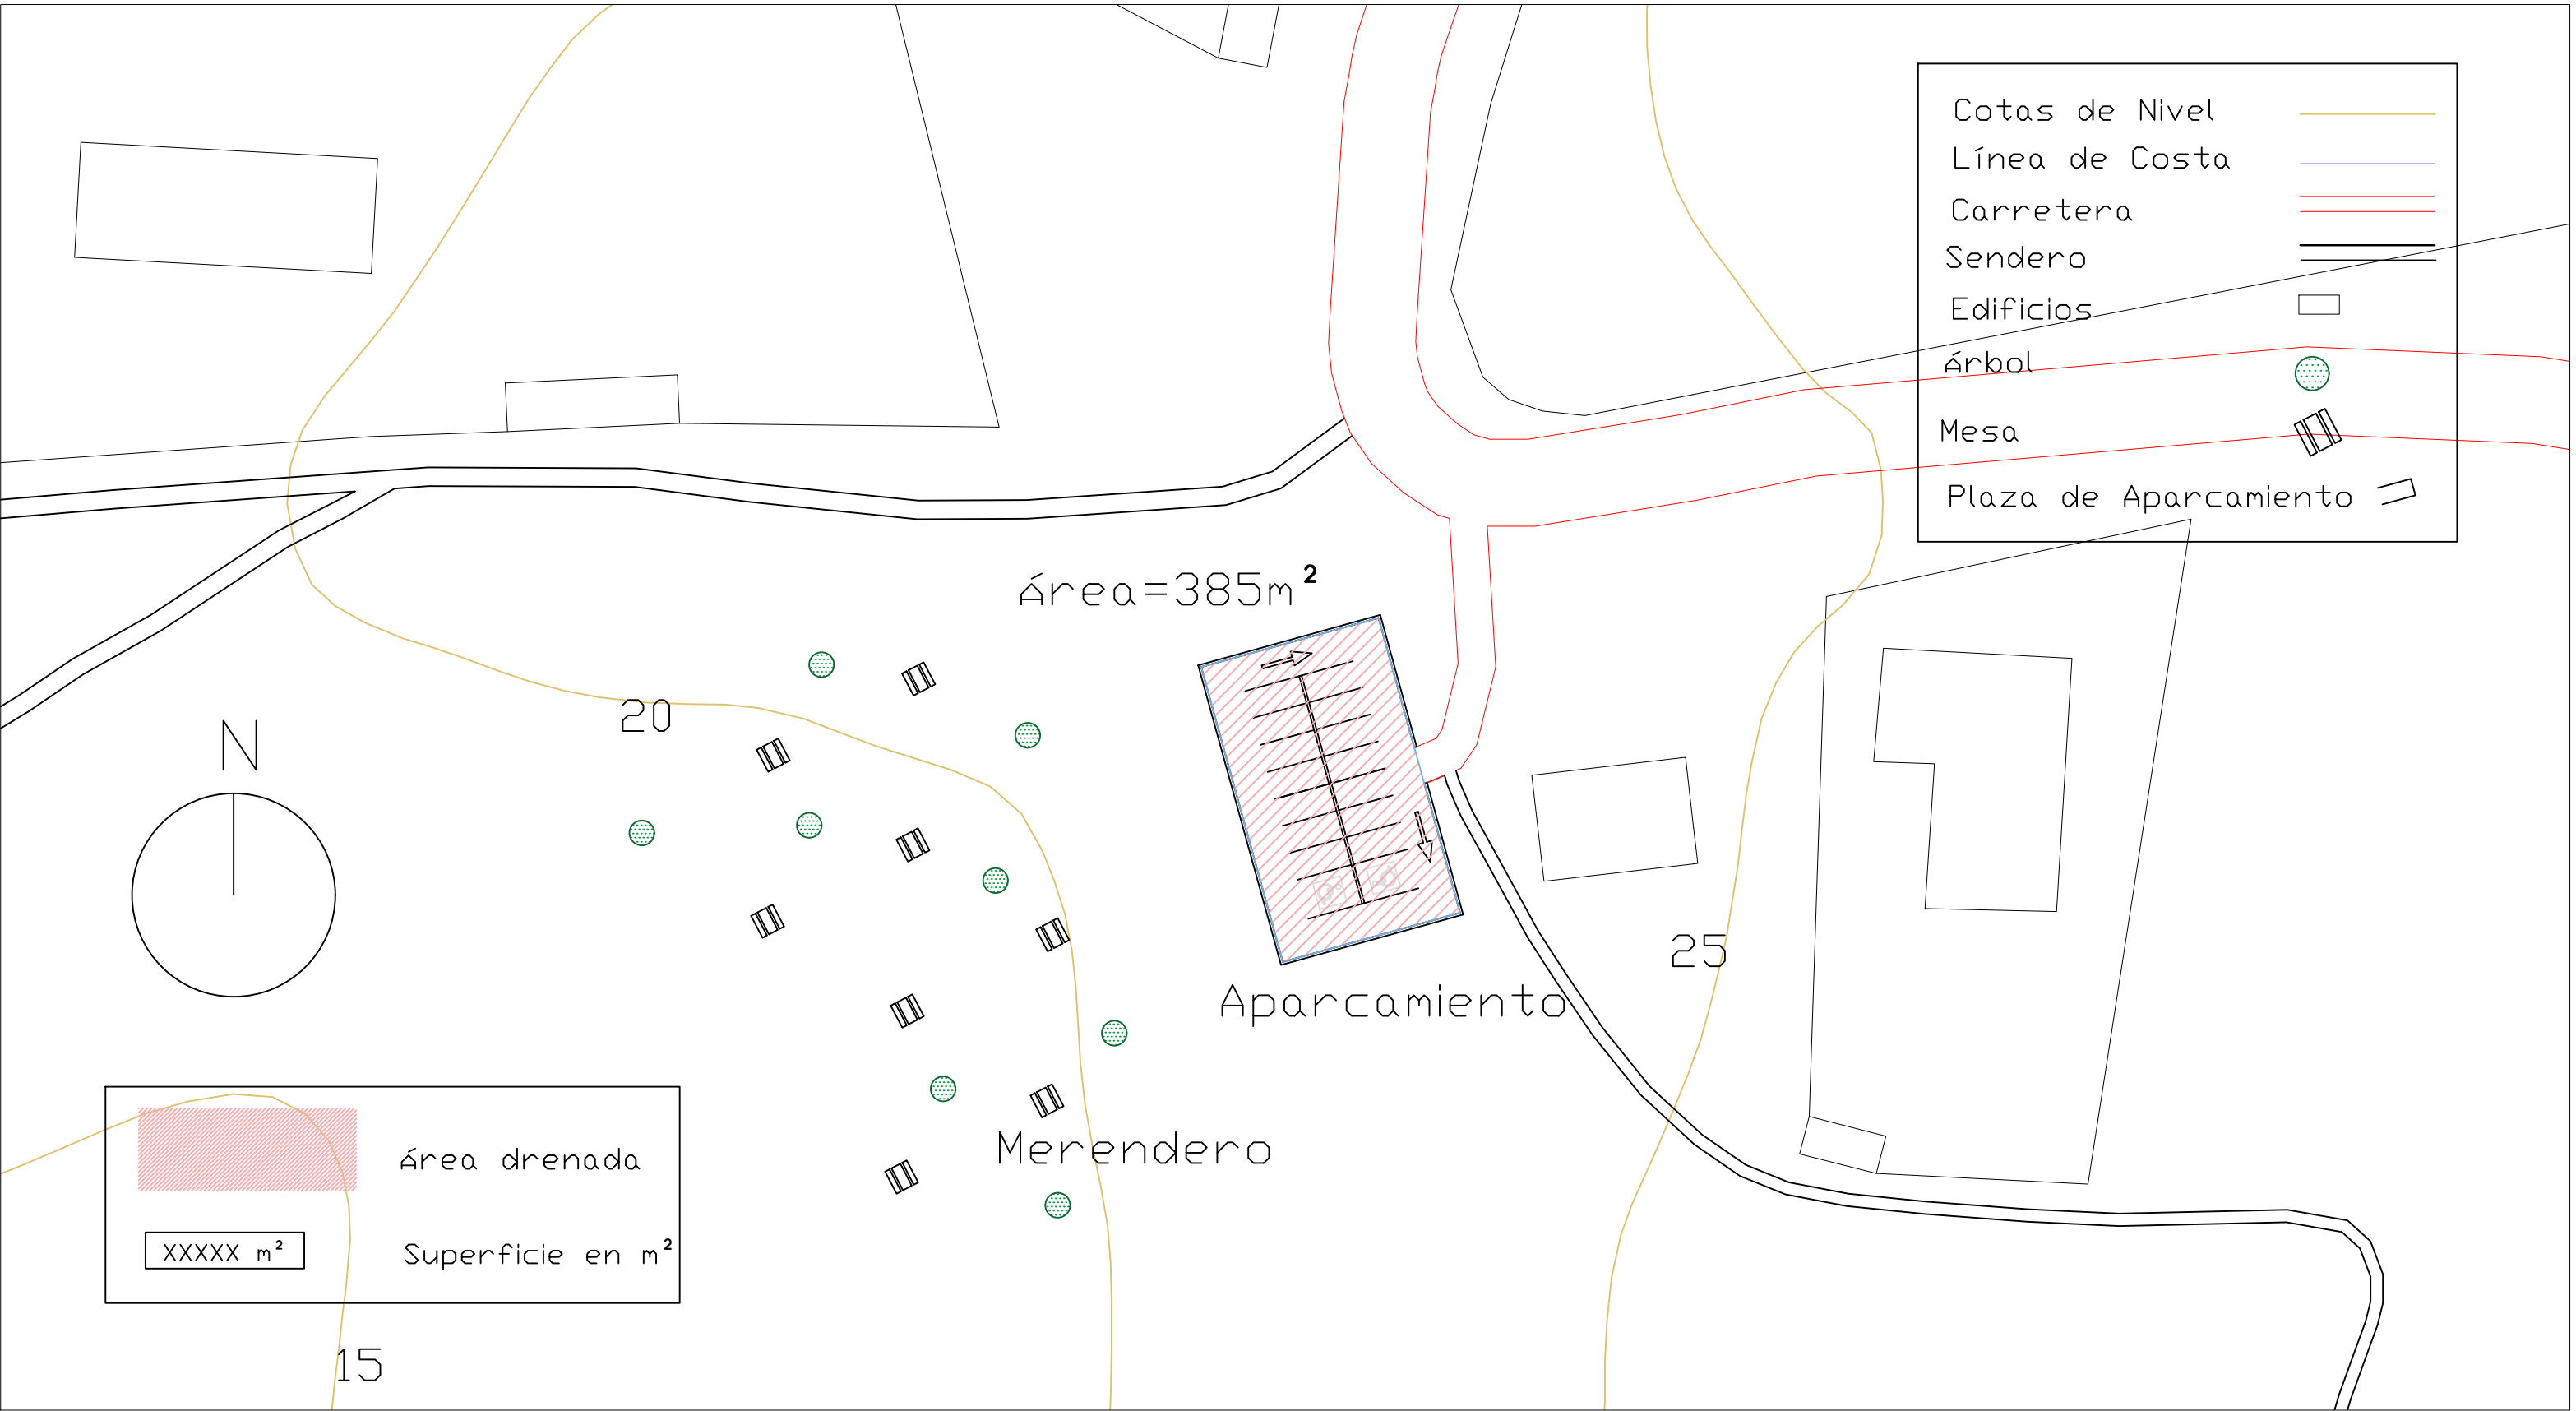 Cotas de Nivel
Línea de Costa
Carretera
Sendero
Edificios
Árbol
Mesa
Plaza de Aparcamiento
Área=385m²
20
N
25
Aparcamiento
Merendero
Área drenada
XXXXX m²
Superficie en m²
15